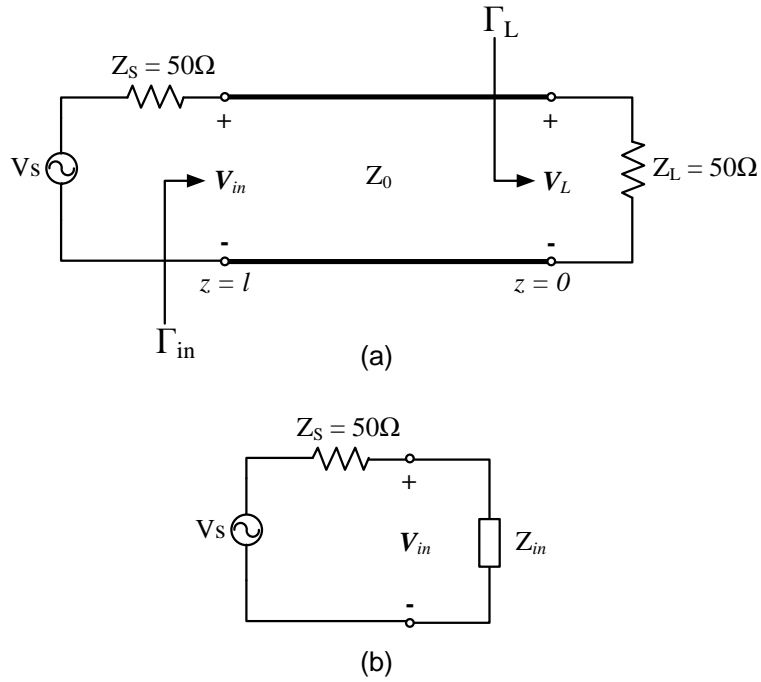 Γ_L
Z_S = 50Ω
+
+
Vs
V_in
Z_0
V_L
Z_L = 50Ω
-
-
z = l
z = 0
Γ_in
(a)
Z_S = 50Ω
+
Vs
V_in
Z_in
-
(b)